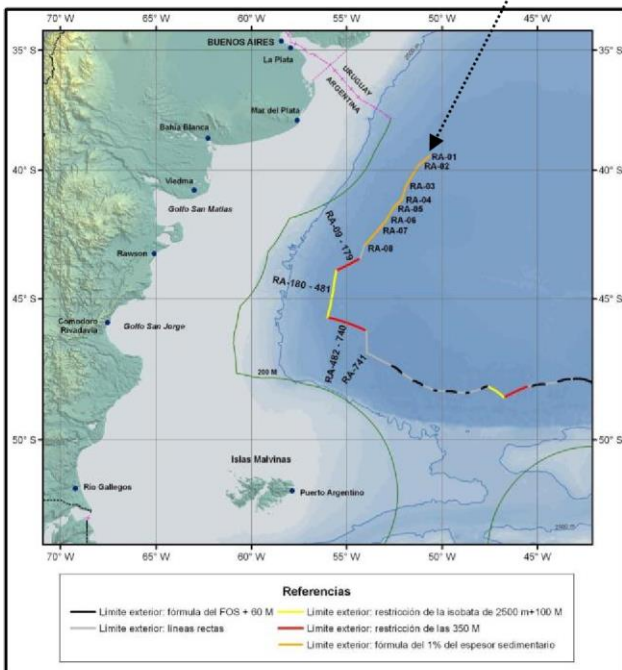 70° W 65° W 60° W 55° W 50° W 45° W
35° S
35° S
BUENOS AIRES
La Plata
URUGUAY
ARGENTINA
Mar del Plata
Bahía Blanca
RA-01
RA-02
40° S
40° S
Viedma
RA-03
RA-04
RA-05
RA-06
RA-07
RA-08
Golfo San Matías
RA-09 - 179
Rawson
RA-180 - 481
45° S
45° S
Comodoro
Rivadavia
Golfo San Jorge
RA-482 - 740
RA-741
200 M
50° S
50° S
Islas Malvinas
Río Gallegos
Puerto Argentino
70° W 65° W 60° W 55° W 50° W 45° W
Referencias
Límite exterior: fórmula del FOS + 60 M
Límite exterior: restricción de la isobata de 2500 m+100 M
Límite exterior: líneas rectas
Límite exterior: restricción de las 350 M
Límite exterior: fórmula del 1% del espesor sedimentario